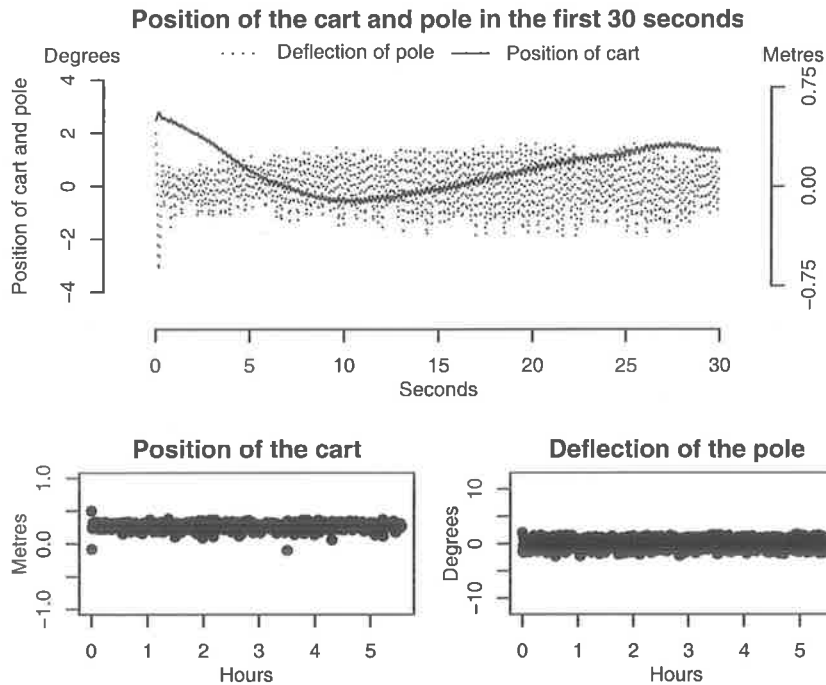 Position of the cart and pole in the first 30 seconds
Degrees
Deflection of pole
Position of cart
Metres
Position of cart and pole
4
2
0
−2
−4
0.75
0.00
−0.75
0 5 10 15 20 25 30
Seconds
Position of the cart
Metres
1.0
0.0
−1.0
0 1 2 3 4 5
Hours
Deflection of the pole
Degrees
10
0
−10
0 1 2 3 4 5
Hours